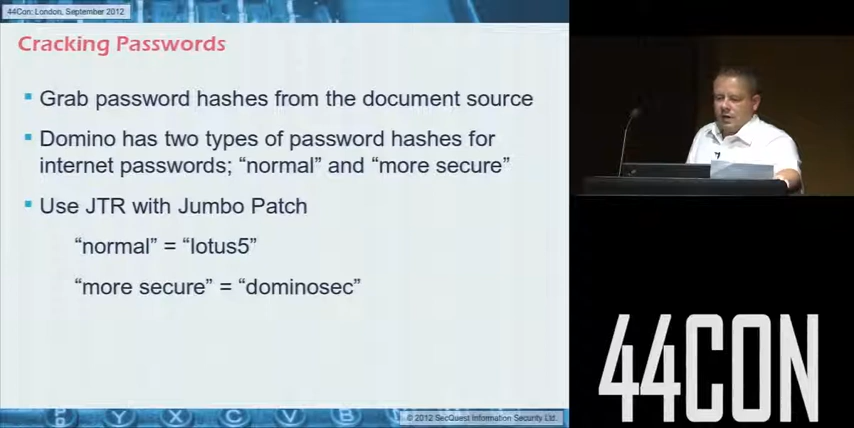 44Con: London, September 2012
Cracking Passwords
Grab password hashes from the document source
Domino has two types of password hashes for
internet passwords; “normal” and “more secure”
Use JTR with Jumbo Patch
“normal” = “lotus5”
“more secure” = “dominosec”
© 2012 SecQuest Information Security Ltd.
Y X C V B
44CON